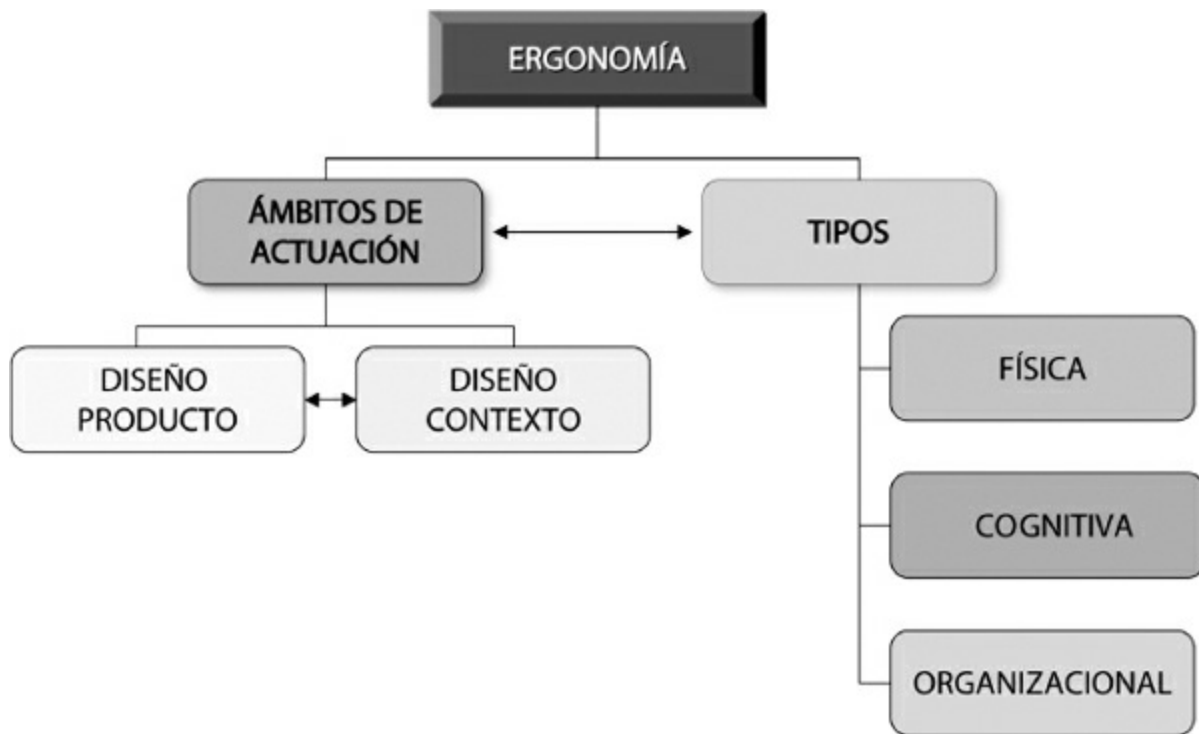 ERGONOMÍA
ÁMBITOS DE
ACTUACIÓN
TIPOS
DISEÑO
PRODUCTO
DISEÑO
CONTEXTO
FÍSICA
COGNITIVA
ORGANIZACIONAL